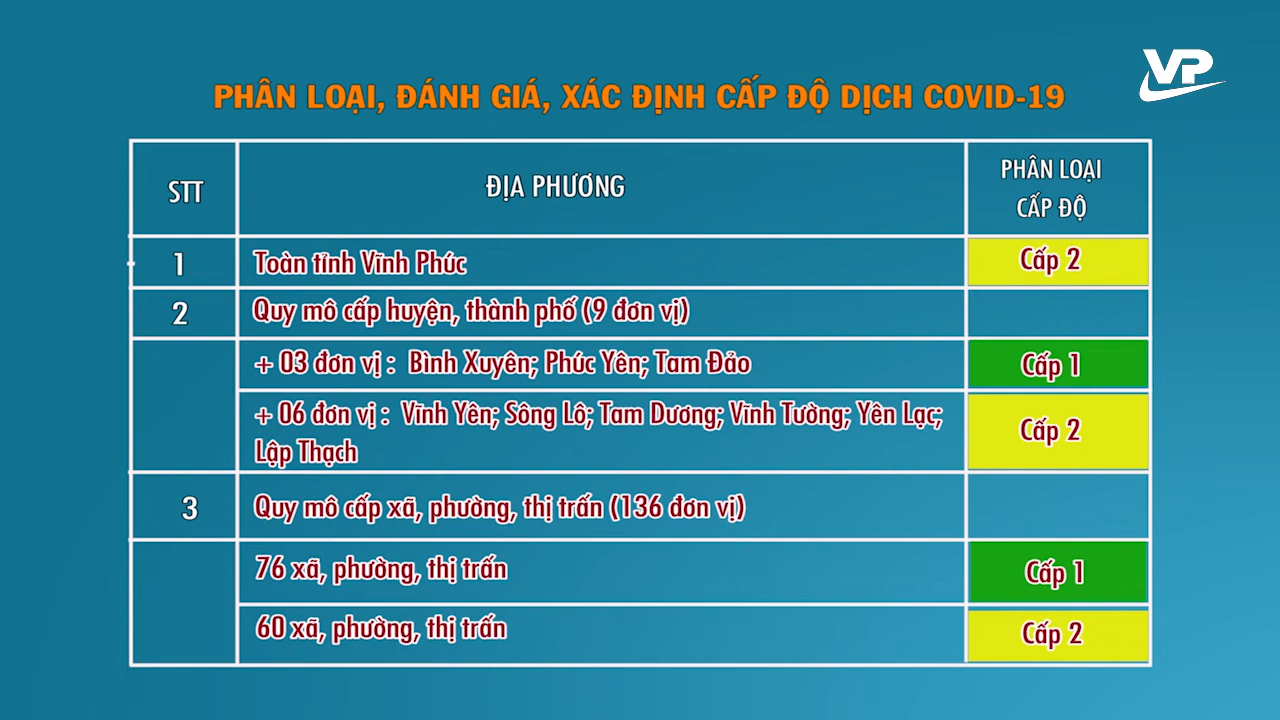 VP
PHÂN LOẠI, ĐÁNH GIÁ, XÁC ĐỊNH CẤP ĐỘ DỊCH COVID-19
STT
ĐỊA PHƯƠNG
PHÂN LOẠI
CẤP ĐỘ
1
Toàn tỉnh Vĩnh Phúc
Cấp 2
2
Quy mô cấp huyện, thành phố (9 đơn vị)
+ 03 đơn vị : Bình Xuyên; Phúc Yên; Tam Đảo
Cấp 1
+ 06 đơn vị : Vĩnh Yên; Sông Lô; Tam Dương; Vĩnh Tường; Yên Lạc;
Lập Thạch
Cấp 2
3
Quy mô cấp xã, phường, thị trấn (136 đơn vị)
76 xã, phường, thị trấn
Cấp 1
60 xã, phường, thị trấn
Cấp 2